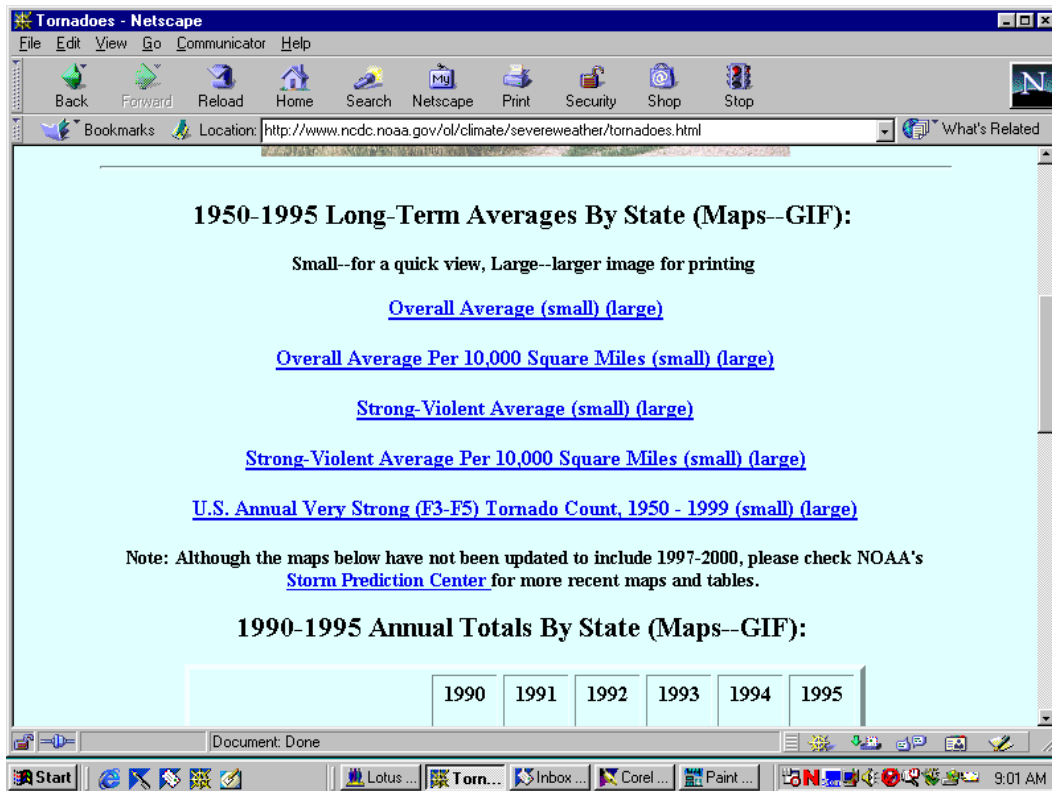 Tornadoes - Netscape
File Edit View Go Communicator Help
My
Back Forward Reload Home Search Netscape Print Security Shop Stop
N
Bookmarks Location: http://www.ncdc.noaa.gov/ol/climate/severeweather/tornadoes.html What's Related
1950-1995 Long-Term Averages By State (Maps--GIF):
Small--for a quick view, Large--larger image for printing
Overall Average (small) (large)
Overall Average Per 10,000 Square Miles (small) (large)
Strong-Violent Average (small) (large)
Strong-Violent Average Per 10,000 Square Miles (small) (large)
U.S. Annual Very Strong (F3-F5) Tornado Count, 1950 - 1999 (small) (large)
Note: Although the maps below have not been updated to include 1997-2000, please check NOAA's
Storm Prediction Center for more recent maps and tables.
1990-1995 Annual Totals By State (Maps--GIF):
1990 1991 1992 1993 1994 1995
Document: Done
Start Lotus ... Torn... Inbox ... Corel ... Paint ... N 9:01 AM